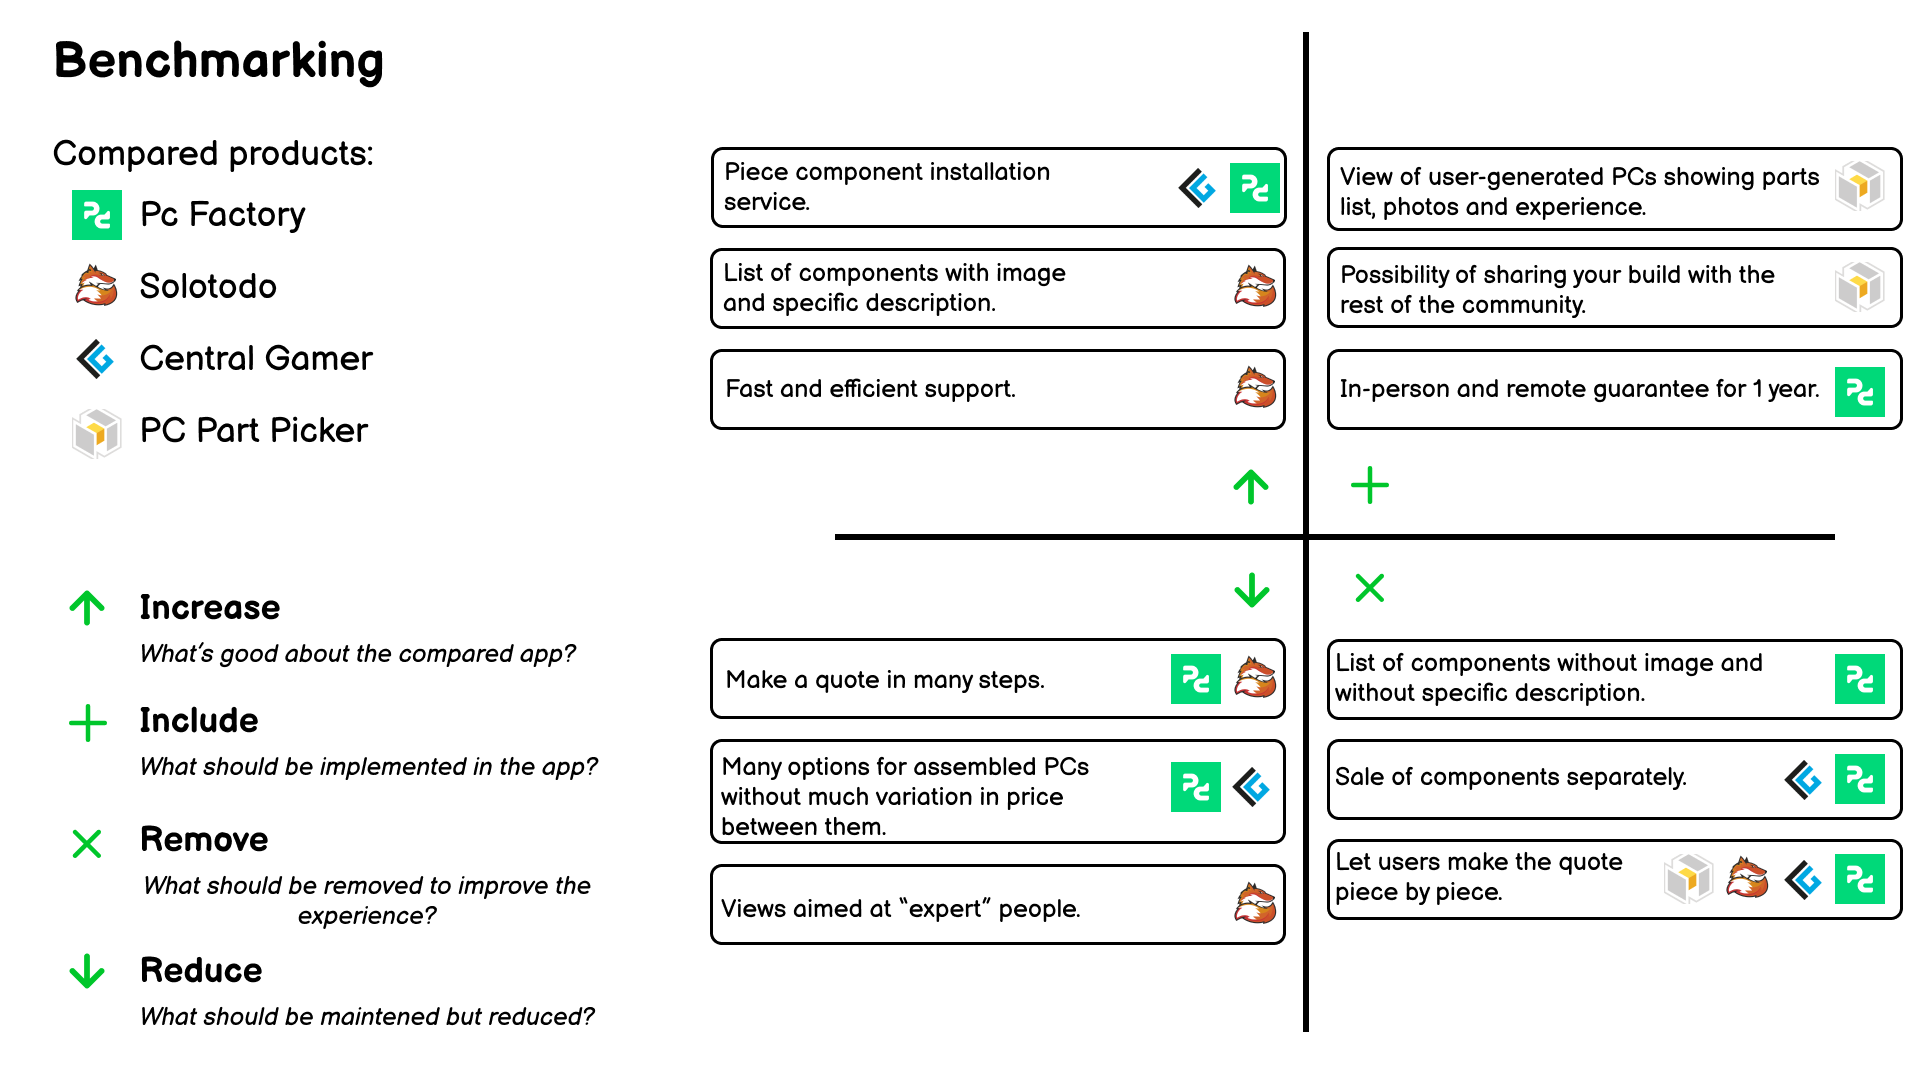 Benchmarking
Compared products:
Pc Factory
Solotodo
Central Gamer
PC Part Picker
Increase
What's good about the compared app?
Include
What should be implemented in the app?
Remove
What should be removed to improve the
experience?
Reduce
What should be maintened but reduced?
Piece component installation
service.
List of components with image
and specific description.
Fast and efficient support.
View of user-generated PCs showing parts
list, photos and experience.
Possibility of sharing your build with the
rest of the community.
In-person and remote guarantee for 1 year.
Make a quote in many steps.
Many options for assembled PCs
without much variation in price
between them.
Views aimed at “expert” people.
List of components without image and
without specific description.
Sale of components separately.
Let users make the quote
piece by piece.